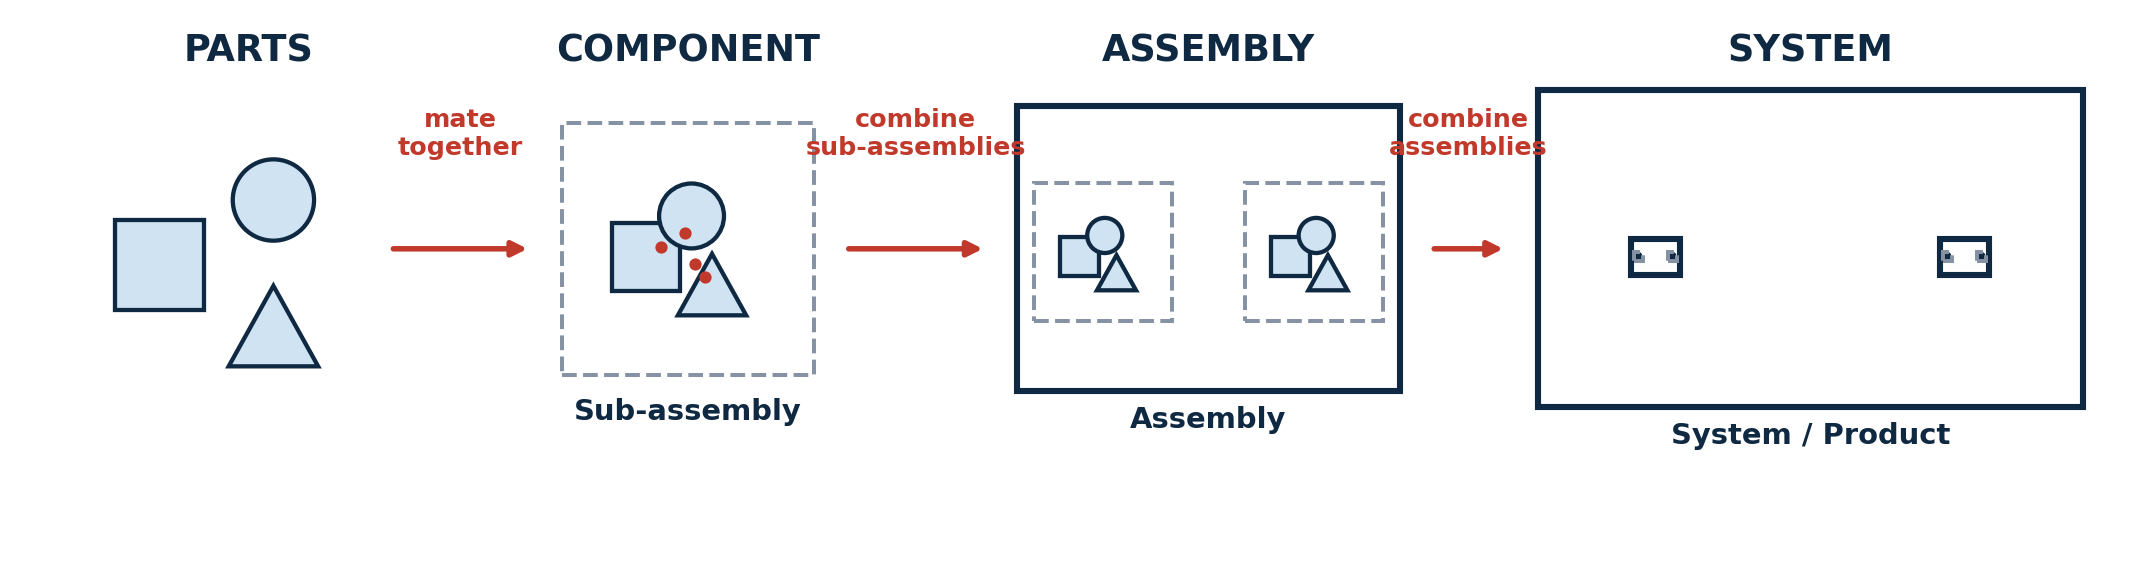 PARTS
COMPONENT
ASSEMBLY
SYSTEM
mate
together
combine
sub-assemblies
combine
assemblies
Sub-assembly
Assembly
System / Product